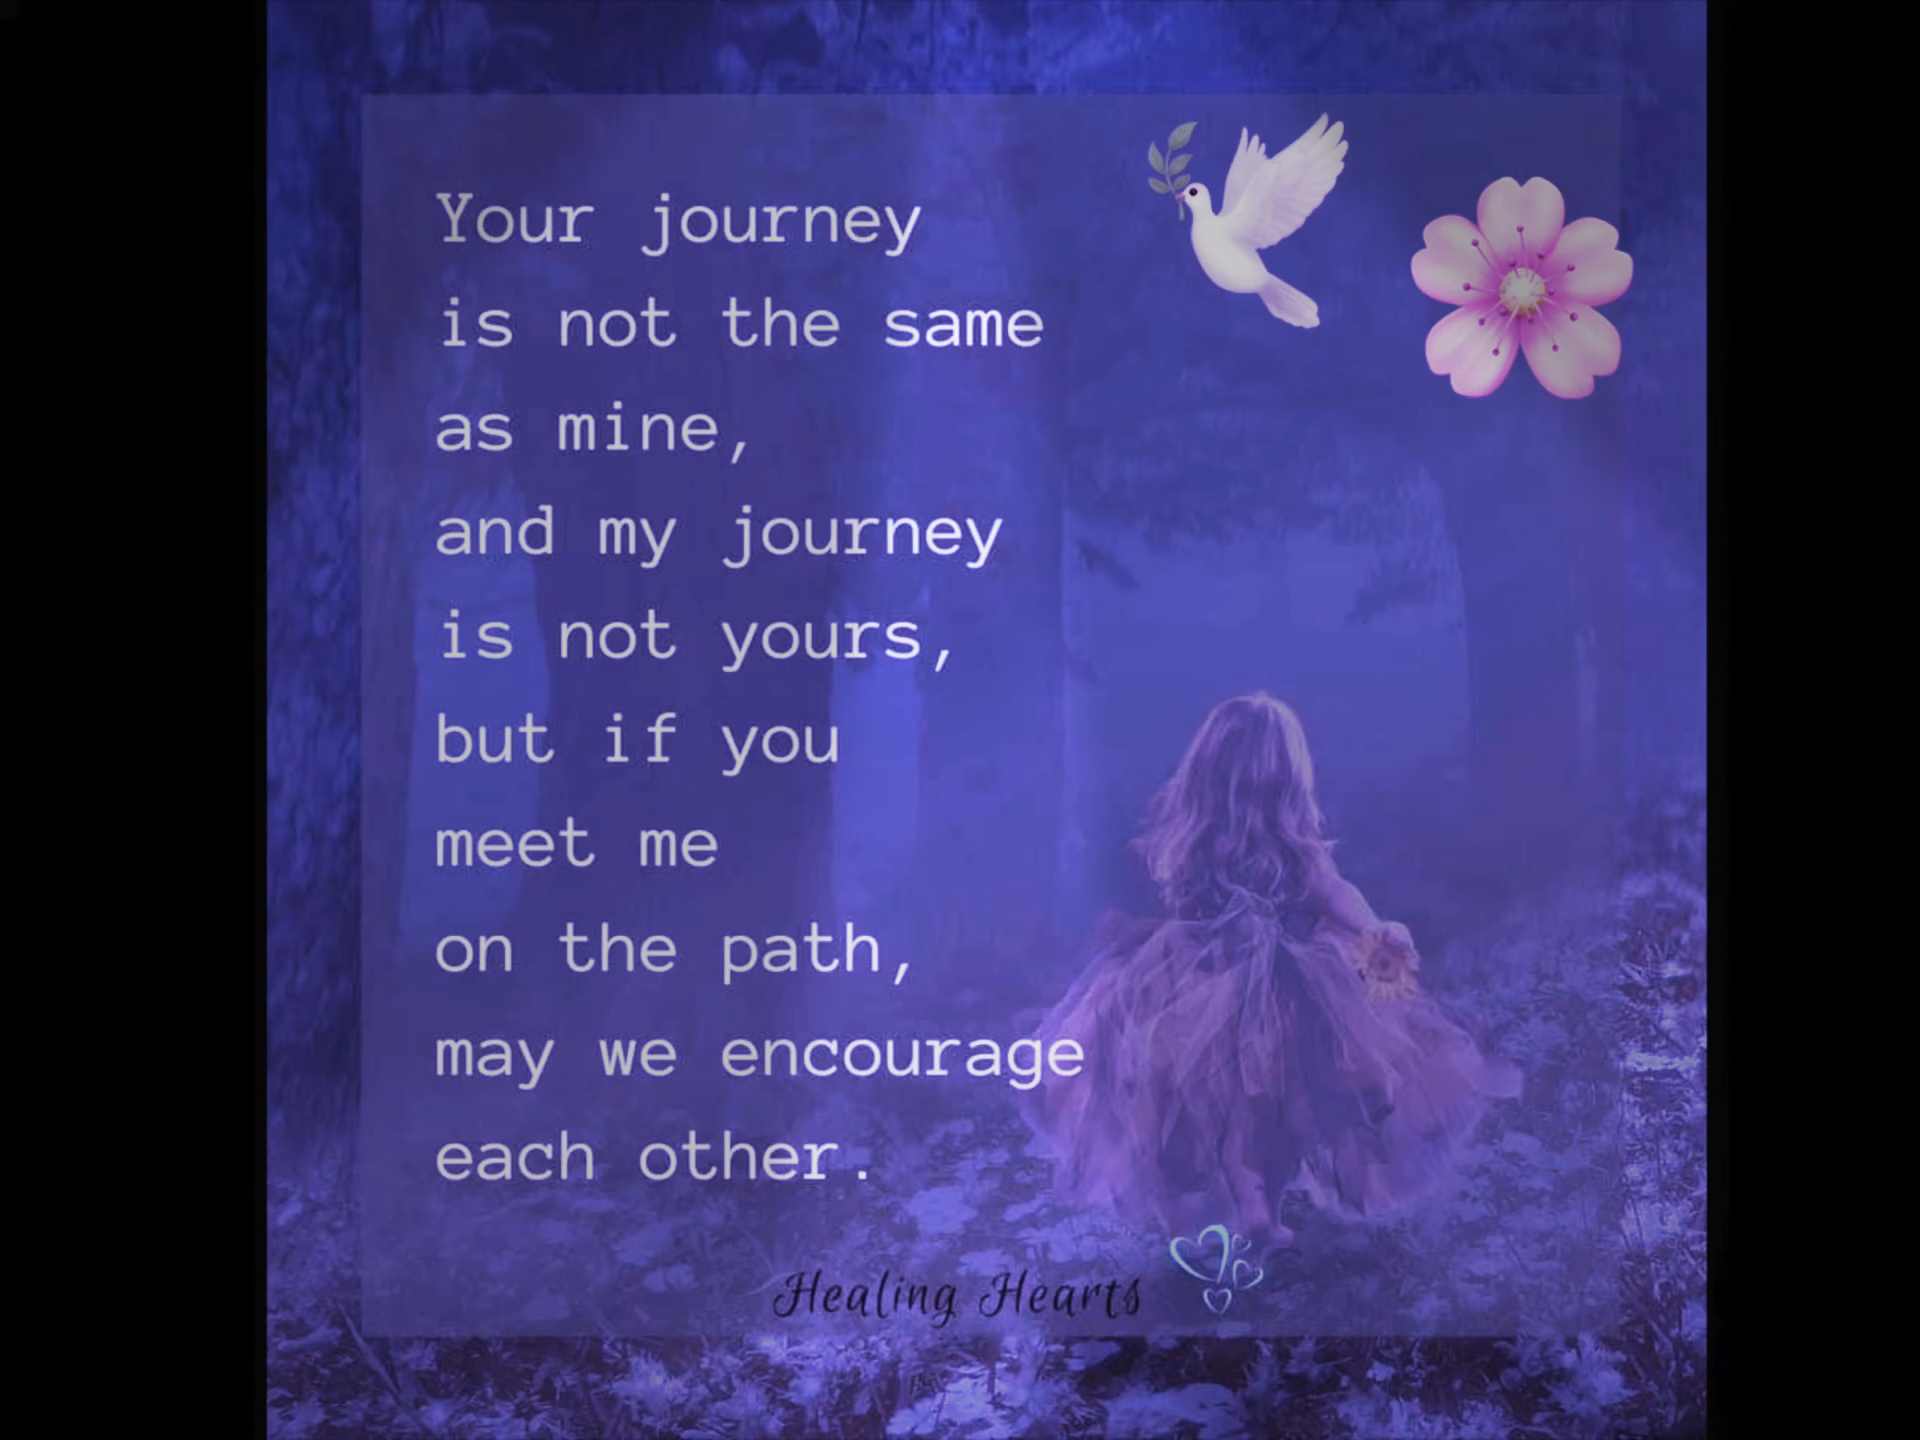 Your journey
is not the same
as mine,
and my journey
is not yours,
but if you
meet me
on the path,
may we encourage
each other.
Healing Hearts